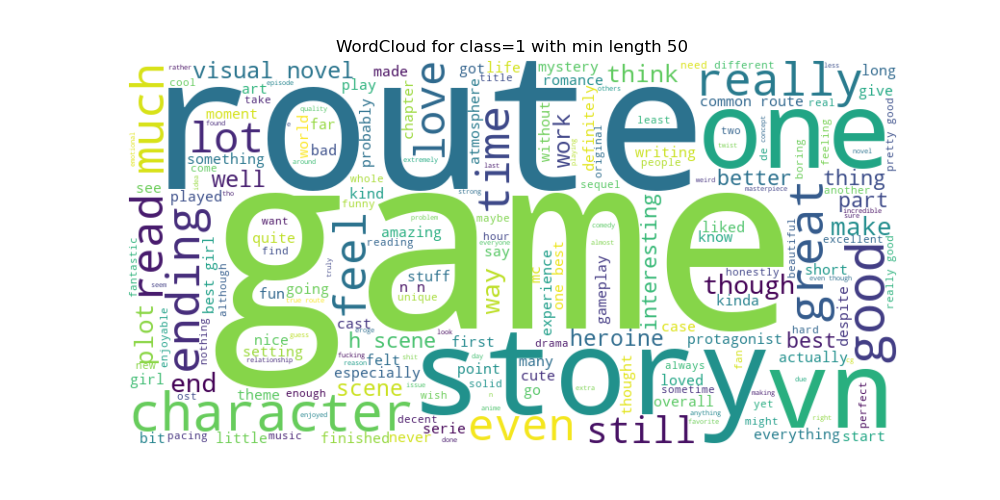 WordCloud for class=1 with min length 50
route
game
story
one
vn
character
really
good
great
love
time
much
read
ending
lot
well
feel
even
still
though
visual novel
think
end
h scene
heroine
best
make
part
thing
better
way
interesting
plot
scene
work
something
played
kind
moment
art
cool
take
rather
episode
play
made
far
bad
world
found
come
see
probably
chapter
atmosphere
got
life
title
mystery
romance
without
definitely
original
writing
people
least
sequel
need
different
others
common route
real
two
twist
less
long
give
pretty good
feeling
boring
de
concept
novel
another
weird
masterpiece
incredible
sure
excellent
even though
really good
beautiful
short
liked
know
honestly
kinda
hard
despite
actually
protagonist
case
drama
first
cast
felt
especially
point
many
cute
go
wish
solid
day
extra
anime
thought
fan
always
loved
sometime
overall
anything
favorite
making
yet
might
due
right
everything
start
perfect
bit
pacing
little
music
finished
never
decent
serie
done
enjoyed
enough
theme
ost
girl
new
nothing
enjoyable
fantastic
seem
although
best girl
idea
tho
quality
around
whole
funny
want
quite
find
fun
going
nice
setting
guess
relationship
true route
truly
reading
amazing
problem
stuff
n n
unique
say
maybe
hour
everyone
mc
experience
one best
comedy
almost
gameplay
extremely
last
strong
having
look
eroge
reason
fucking
shit
issue
emotional